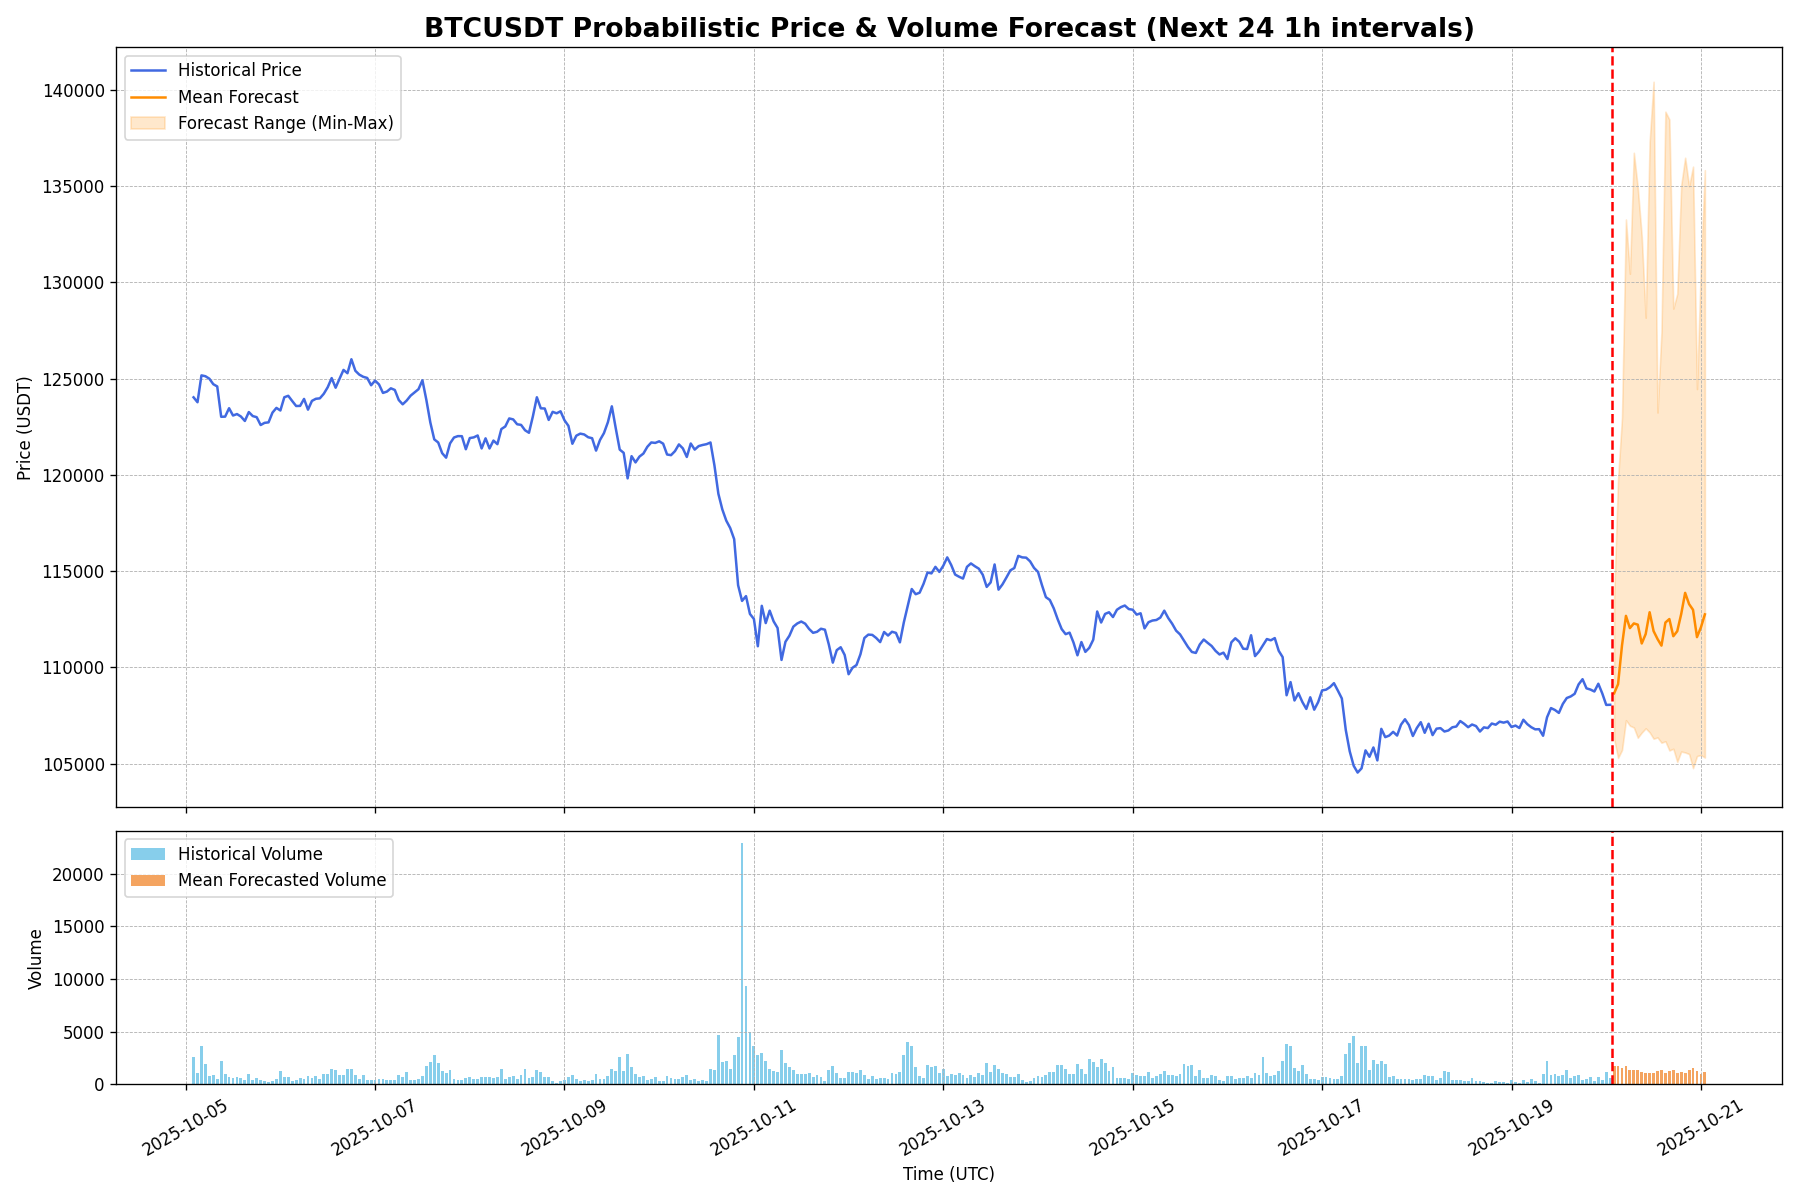 BTCUSDT Probabilistic Price & Volume Forecast (Next 24 1h intervals)
Historical Price
Mean Forecast
Forecast Range (Min-Max)
140000
135000
130000
125000
120000
115000
110000
105000
Price (USDT)
Historical Volume
Mean Forecasted Volume
20000
15000
10000
5000
0
Volume
2025-10-05
2025-10-07
2025-10-09
2025-10-11
2025-10-13
2025-10-15
2025-10-17
2025-10-19
2025-10-21
Time (UTC)